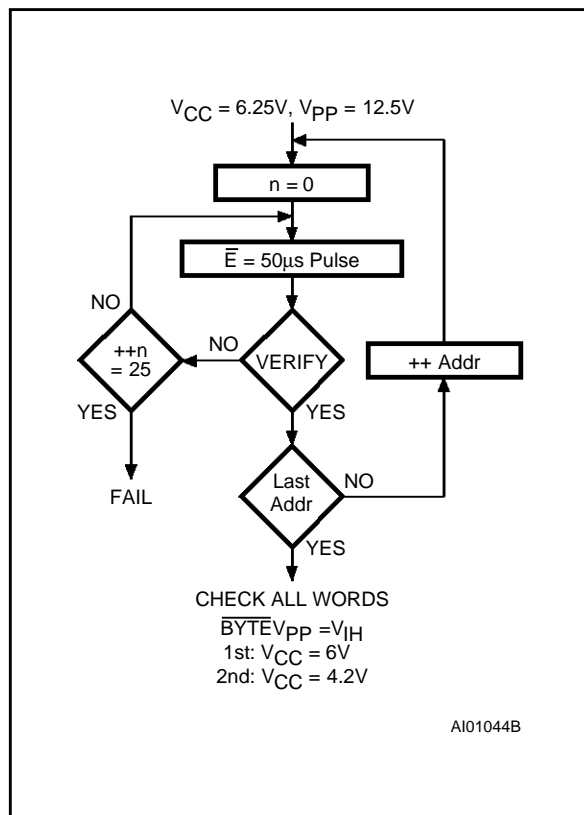 VCC = 6.25V, VPP = 12.5V
n = 0
E = 50μs Pulse
NO
++n
= 25
NO
VERIFY
++ Addr
YES
YES
FAIL
Last
Addr
NO
YES
CHECK ALL WORDS
BYTEVPP =VIH
1st: VCC = 6V
2nd: VCC = 4.2V
AI01044B